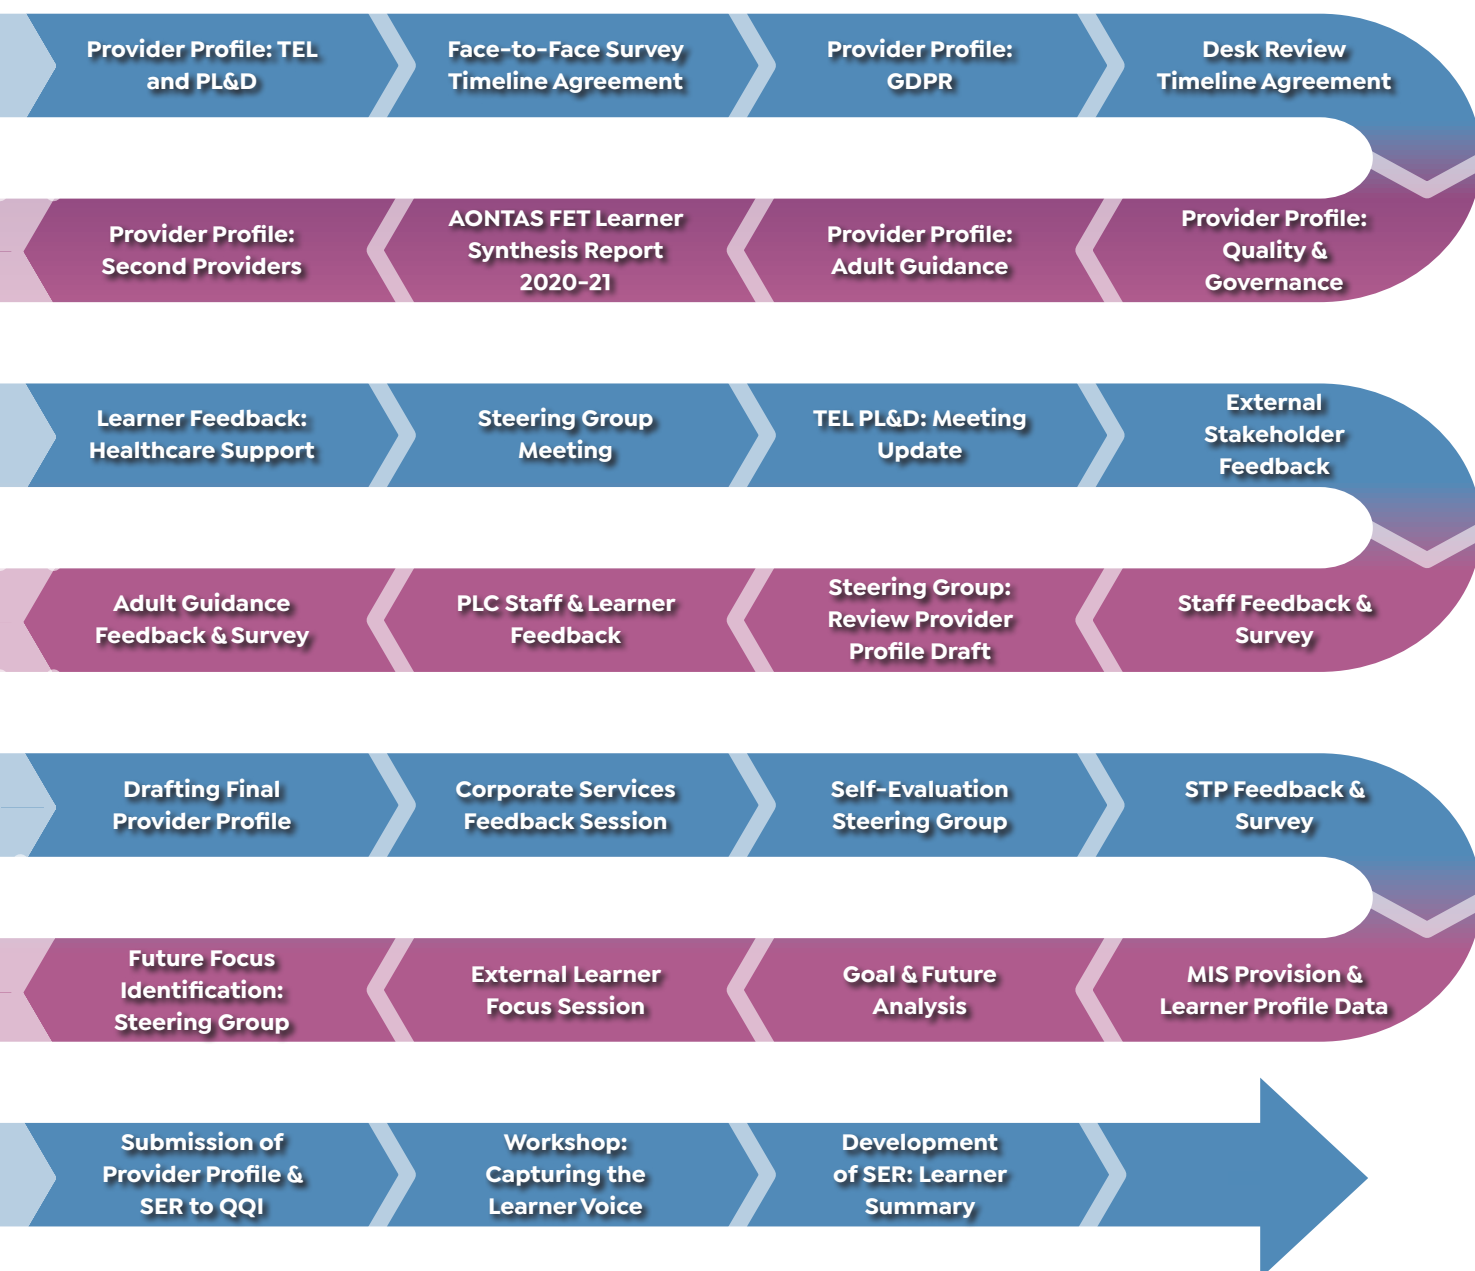 Provider Profile: TEL
and PL&D
Face-to-Face Survey
Timeline Agreement
Provider Profile:
GDPR
Desk Review
Timeline Agreement
Provider Profile:
Quality &
Governance
Provider Profile:
Adult Guidance
AONTAS FET Learner
Synthesis Report
2020-21
Provider Profile:
Second Providers
Learner Feedback:
Healthcare Support
Steering Group
Meeting
TEL PL&D: Meeting
Update
External
Stakeholder
Feedback
Staff Feedback &
Survey
Steering Group:
Review Provider
Profile Draft
PLC Staff & Learner
Feedback
Adult Guidance
Feedback & Survey
Drafting Final
Provider Profile
Corporate Services
Feedback Session
Self-Evaluation
Steering Group
STP Feedback &
Survey
MIS Provision &
Learner Profile Data
Goal & Future
Analysis
External Learner
Focus Session
Future Focus
Identification:
Steering Group
Submission of
Provider Profile &
SER to QQI
Workshop:
Capturing the
Learner Voice
Development
of SER: Learner
Summary